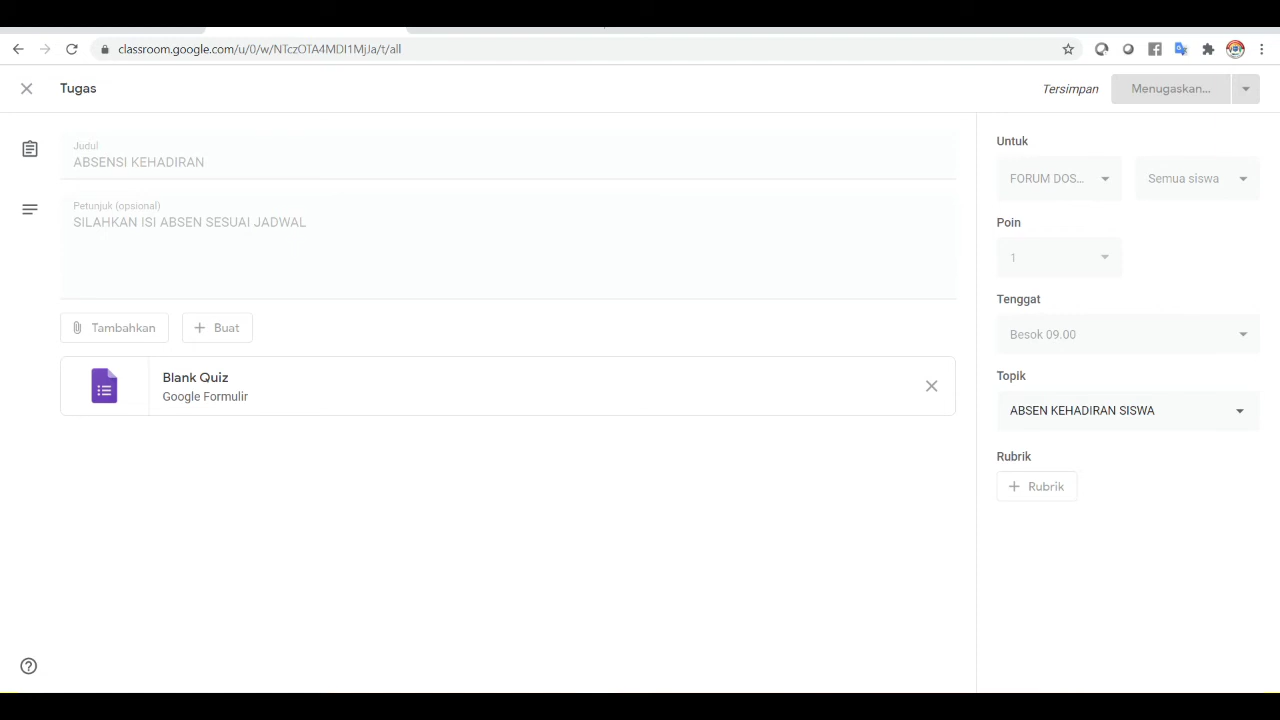 classroom.google.com/u/0/w/NTczOTA4MDI1MjJa/t/all
Tugas
Tersimpan
Menugaskan...
Judul
ABSENSI KEHADIRAN
Petunjuk (opsional)
SILAHKAN ISI ABSEN SESUAI JADWAL
Tambahkan
Buat
Blank Quiz
Google Formulir
Untuk
FORUM DOS...
Semua siswa
Poin
1
Tenggat
Besok 09.00
Topik
ABSEN KEHADIRAN SISWA
Rubrik
Rubrik